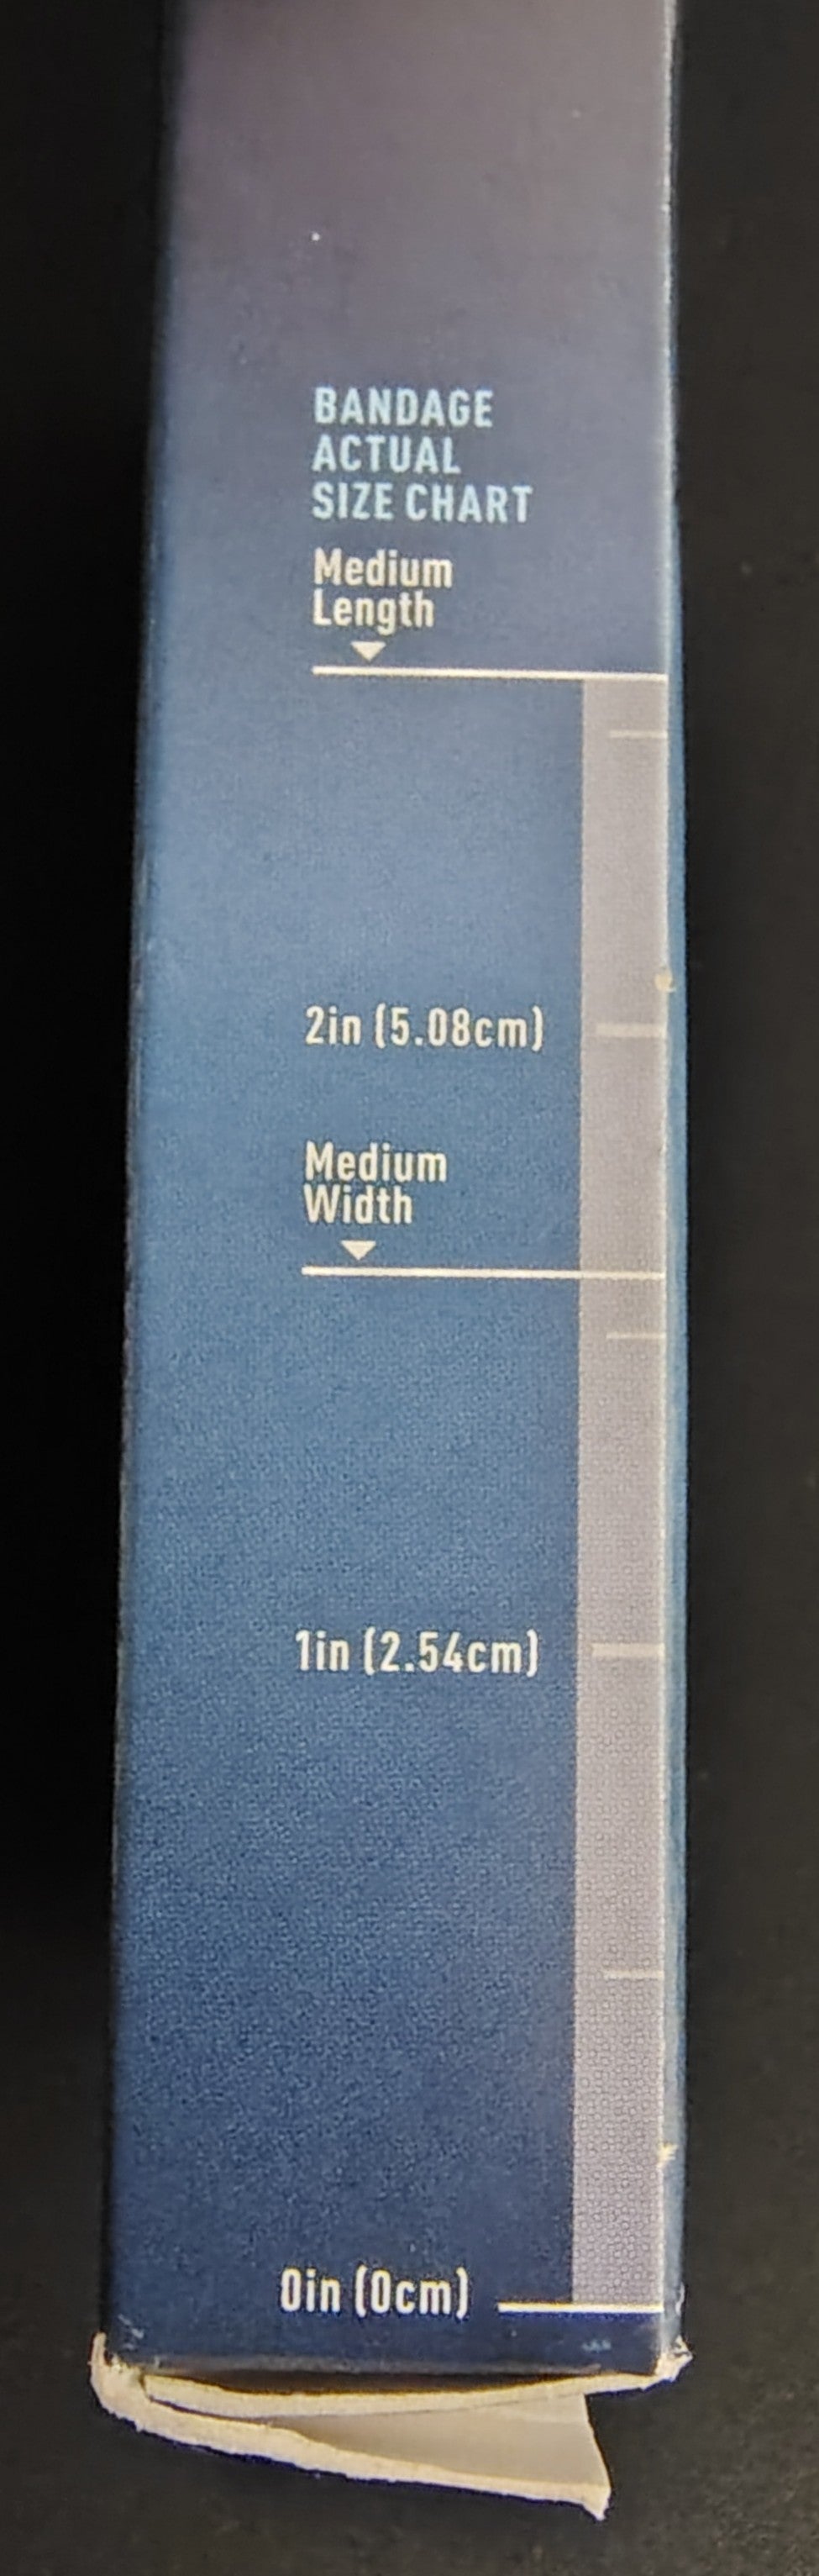 BANDAGE
ACTUAL
SIZE CHART
Medium
Length
2in (5.08cm)
Medium
Width
1in (2.54cm)
0in (0cm)